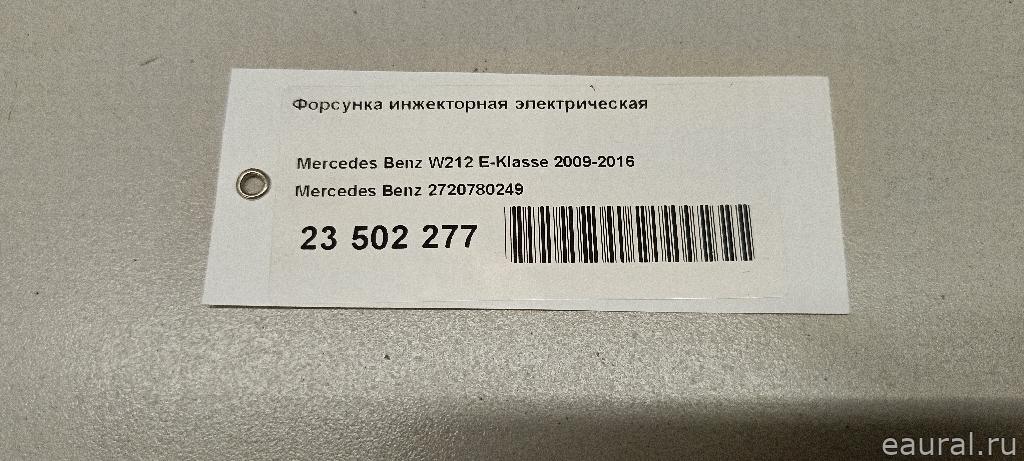 Форсунка инжекторная электрическая
Mercedes Benz W212 E-Klasse 2009-2016
Mercedes Benz 2720780249
23 502 277
eaural.ru